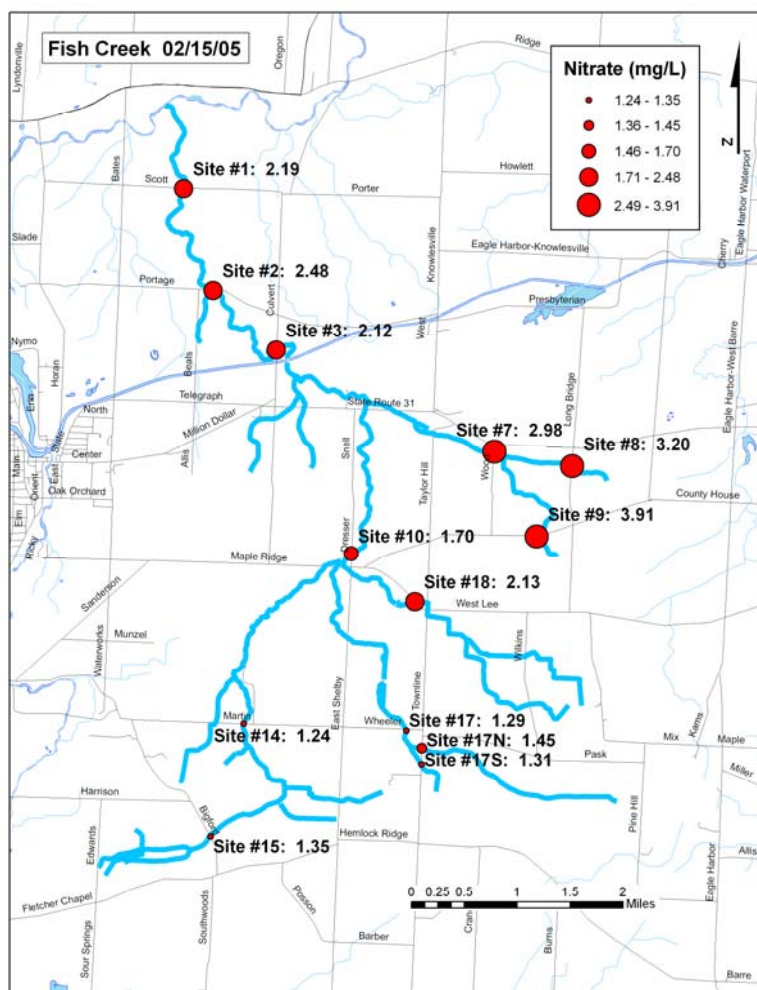 Fish Creek 02/15/05
Nitrate (mg/L)
1.24 - 1.35
1.36 - 1.45
1.46 - 1.70
1.71 - 2.48
2.49 - 3.91
N
Lyndonville
Oregon
Ridge
Bates
Scott
Site #1: 2.19
Porter
Howlett
Eagle Harbor Waterport
Slade
Knowlesville
Eagle Harbor-Knowlesville
Cherry
Portage
Site #2: 2.48
Culvert
Presbyterian
Site #3: 2.12
West
Nymo
Horan
Beals
Long Bridge
Eagle Harbor-West Barre
Erna
Telegraph
State Route 31
North
Million Dollar
State
Center
Allis
Snell
Site #7: 2.98
Site #8: 3.20
Main
Orient
East
Oak Orchard
Taylor Hill
Wood
County House
Elm
Ricky
Site #9: 3.91
Dresser
Site #10: 1.70
Maple Ridge
Sanderson
Site #18: 2.13
West Lee
Munzel
Waterworks
Wilkins
East Shelby
Townline
Martin
Site #14: 1.24
Wheeler
Site #17: 1.29
Site #17N: 1.45
Site #17S: 1.31
Pask
Mix
Kams
Maple
Miller
Harrison
Bigford
Pine Hill
Edwards
Site #15: 1.35
Hemlock Ridge
Allis
Fletcher Chapel
Southwoods
Posson
Eagle Harbor
0 0.25 0.5 1 1.5 2
Miles
Sour Springs
Barber
Crane
Burns
Barre